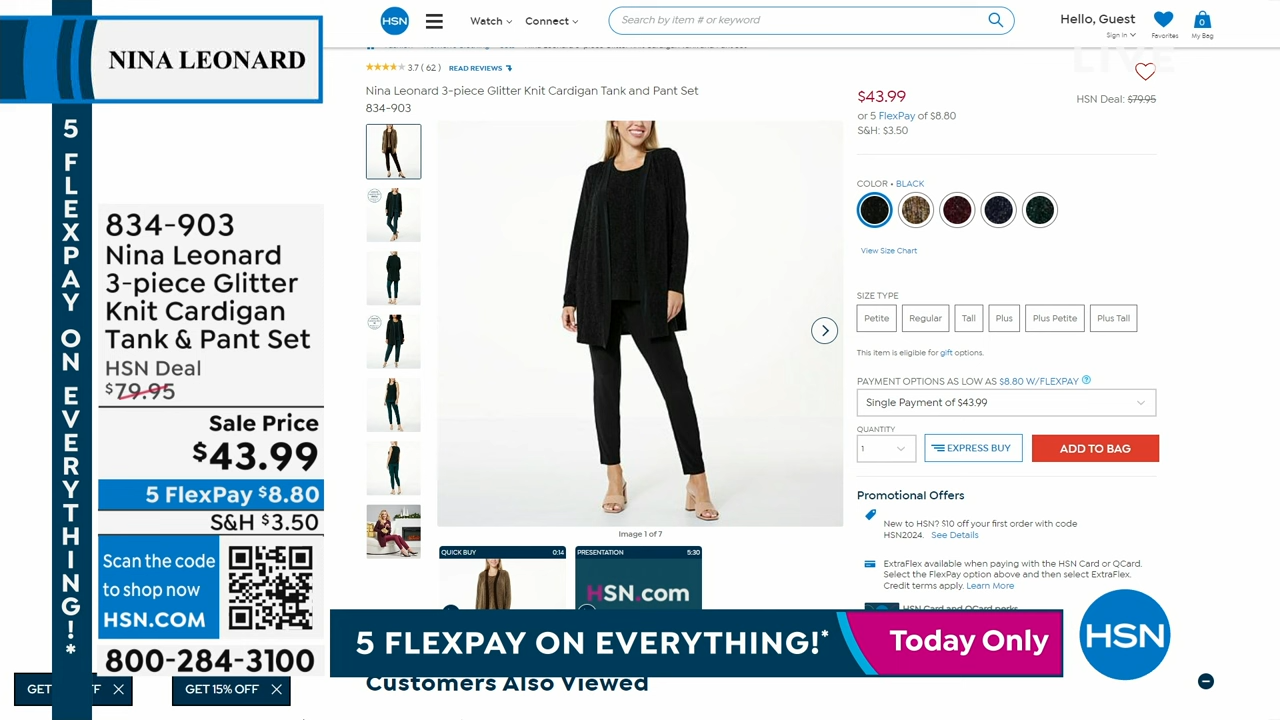 NINA LEONARD
5 FLEXPAY ON EVERYTHING!*
834-903
Nina Leonard
3-piece Glitter
Knit Cardigan
Tank & Pant Set
HSN Deal
$79.95
Sale Price
$43.99
5 FlexPay $8.80
S&H $3.50
Scan the code
to shop now
HSN.COM
800-284-3100
GET 15% OFF
HSN
Watch
Connect
Search by item # or keyword
Hello, Guest
Sign In
Favorites
0
My Bag
LIVE
3.7 ( 62 ) READ REVIEWS
Nina Leonard 3-piece Glitter Knit Cardigan Tank and Pant Set
834-903
Image 1 of 7
QUICK BUY 0:14
PRESENTATION 5:30
HSN.com
$43.99
HSN Deal: $79.95
or 5 FlexPay of $8.80
S&H: $3.50
COLOR • BLACK
View Size Chart
SIZE TYPE
Petite
Regular
Tall
Plus
Plus Petite
Plus Tall
This item is eligible for gift options.
PAYMENT OPTIONS AS LOW AS $8.80 W/FLEXPAY
Single Payment of $43.99
QUANTITY
1
EXPRESS BUY
ADD TO BAG
Promotional Offers
New to HSN? $10 off your first order with code
HSN2024. See Details
ExtraFlex available when paying with the HSN Card or QCard.
Select the FlexPay option above and then select ExtraFlex.
Credit terms apply. Learn More
HSN Card and QCard perks
5 FLEXPAY ON EVERYTHING!*
Today Only
HSN
Customers Also Viewed